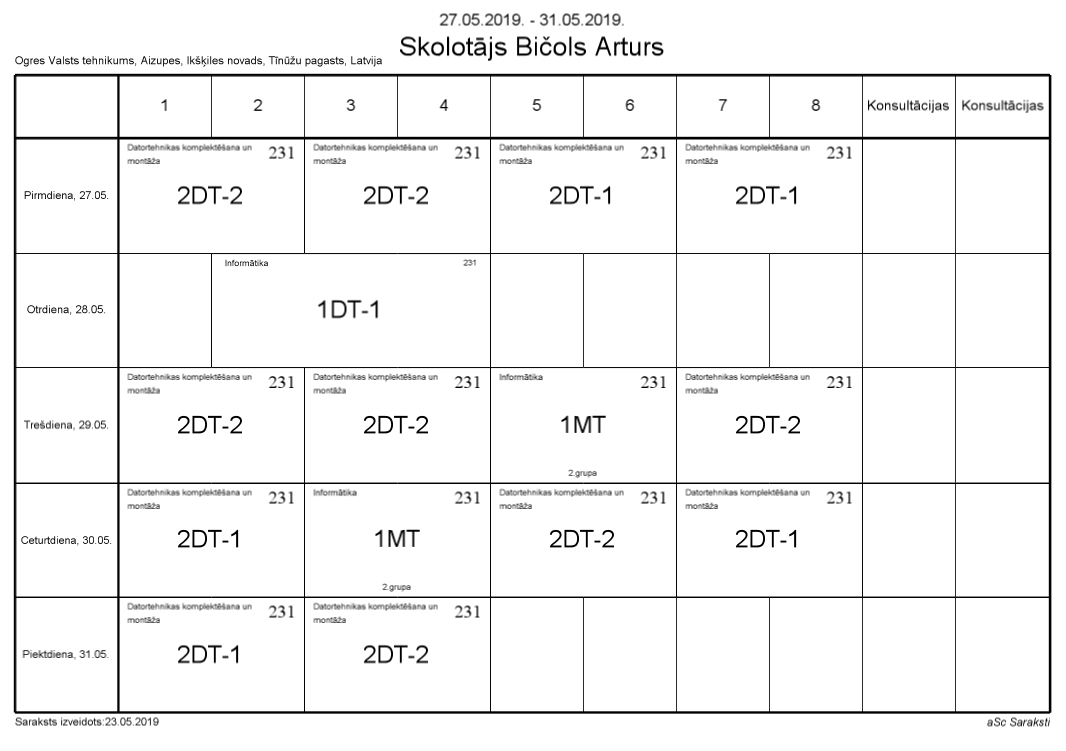 27.05.2019. - 31.05.2019.
Skolotājs Bičols Arturs
Ogres Valsts tehnikums, Aizupes, Ikšķiles novads, Tīnūžu pagasts, Latvija
1 2 3 4 5 6 7 8 Konsultācijas Konsultācijas
Pirmdiena, 27.05.
Datortehnikas komplektēšana un
montāža
231
2DT-2
Datortehnikas komplektēšana un
montāža
231
2DT-2
Datortehnikas komplektēšana un
montāža
231
2DT-1
Datortehnikas komplektēšana un
montāža
231
2DT-1
Otrdiena, 28.05.
Informātika
231
1DT-1
Trešdiena, 29.05.
Datortehnikas komplektēšana un
montāža
231
2DT-2
Datortehnikas komplektēšana un
montāža
231
2DT-2
Informātika
231
1MT
2.grupa
Datortehnikas komplektēšana un
montāža
231
2DT-2
Ceturtdiena, 30.05.
Datortehnikas komplektēšana un
montāža
231
2DT-1
Informātika
231
1MT
2.grupa
Datortehnikas komplektēšana un
montāža
231
2DT-2
Datortehnikas komplektēšana un
montāža
231
2DT-1
Piektdiena, 31.05.
Datortehnikas komplektēšana un
montāža
231
2DT-1
Datortehnikas komplektēšana un
montāža
231
2DT-2
Saraksts izveidots:23.05.2019
aSc Saraksti